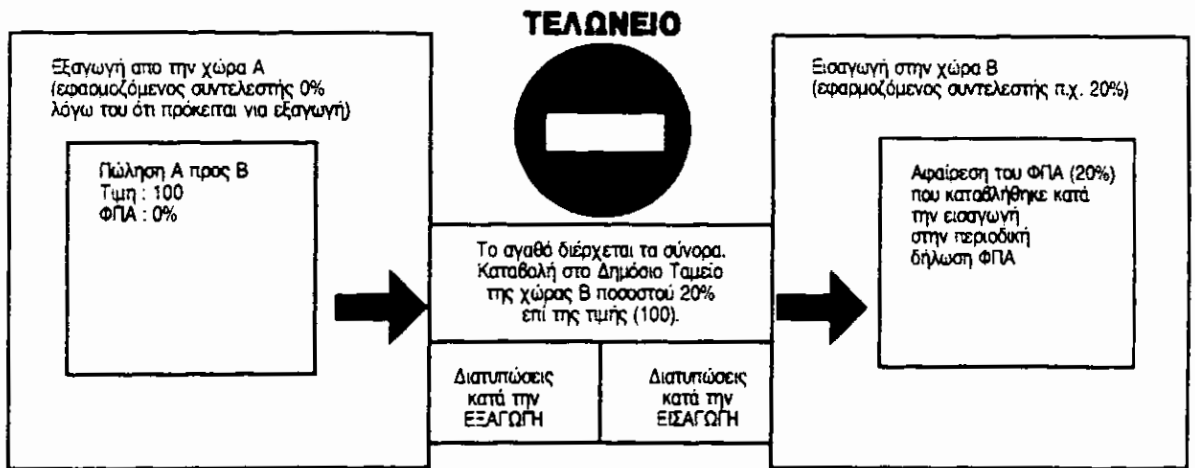 ΤΕΛΩΝΕΙΟ
Εξαγωγή απο την χώρα Α
(εφαρμοζόμενος συντελεστής 0%
λόγω του ότι πρόκειται για εξαγωγή)
Πώληση Α προς Β
Τιμη : 100
ΦΠΑ : 0%
Το αγαθό διέρχεται τα σύνορα.
Καταβολή στο Δημόσιο Ταμείο
της χώρας Β ποσοστού 20%
επί της τιμής (100).
Διατυπώσεις
κατά την
ΕΞΑΓΩΓΗ
Διατυπώσεις
κατά την
ΕΙΣΑΓΩΓΗ
Εισαγωγή στην χώρα Β
(εφαρμοζόμενος συντελεστής π.χ. 20%)
Αφαίρεση του ΦΠΑ (20%)
που καταβλήθηκε κατά
την εισαγωγή
στην περιοδική
δήλωση ΦΠΑ